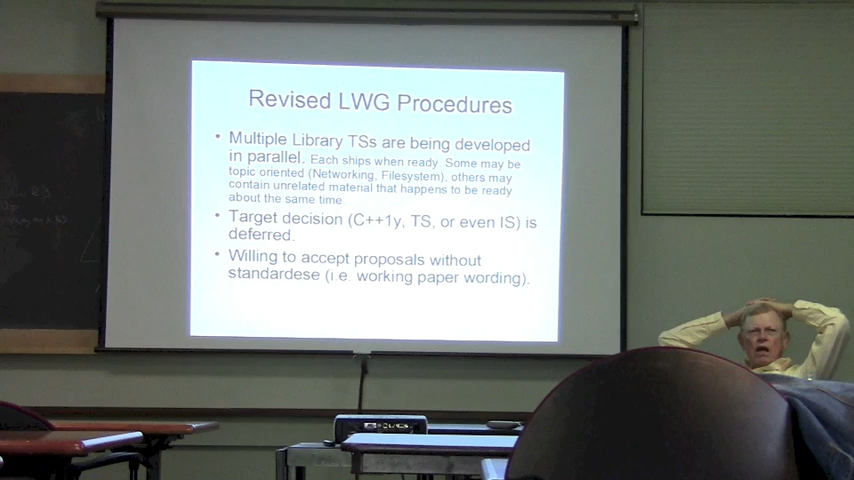 Revised LWG Procedures
• Multiple Library TSs are being developed
in parallel. Each ships when ready. Some may be
topic oriented (Networking, Filesystem), others may
contain unrelated material that happens to be ready
about the same time.
• Target decision (C++1y, TS, or even IS) is
deferred.
• Willing to accept proposals without
standardese (i.e. working paper wording).